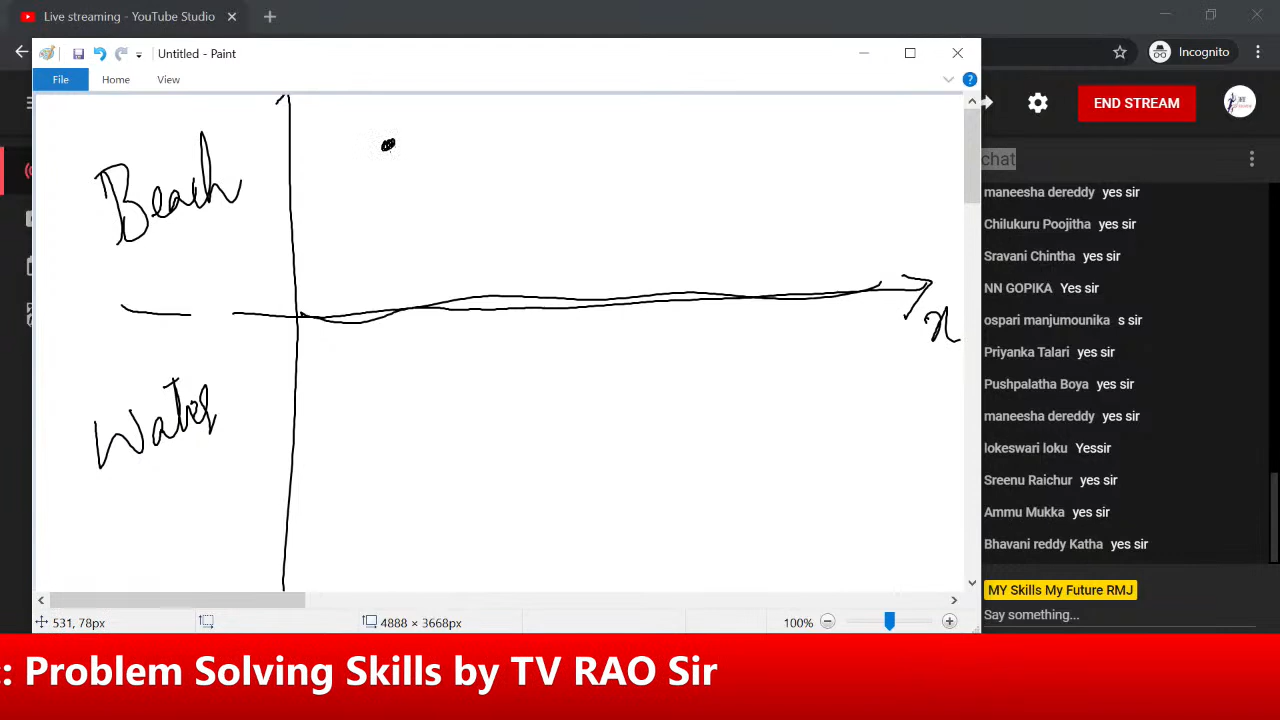 Live streaming - YouTube Studio
Incognito
Untitled - Paint
File Home View
END STREAM
chat
Beach
Water
x
maneesha dereddy yes sir
Chilukuru Poojitha yes sir
Sravani Chintha yes sir
NN GOPIKA Yes sir
ospari manjumounika s sir
Priyanka Talari yes sir
Pushpalatha Boya yes sir
maneesha dereddy yes sir
lokeswari loku Yessir
Sreenu Raichur yes sir
Ammu Mukka yes sir
Bhavani reddy Katha yes sir
MY Skills My Future RMJ
Say something...
531, 78px 4888 × 3668px 100%
: Problem Solving Skills by TV RAO Sir